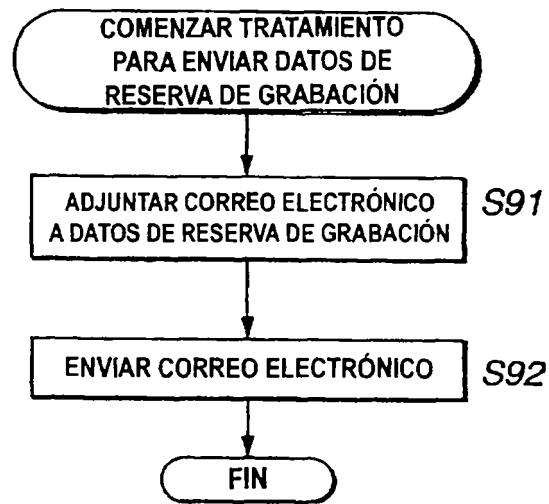 COMENZAR TRATAMIENTO
PARA ENVIAR DATOS DE
RESERVA DE GRABACIÓN
ADJUNTAR CORREO ELECTRÓNICO
A DATOS DE RESERVA DE GRABACIÓN
S91
ENVIAR CORREO ELECTRÓNICO
S92
FIN